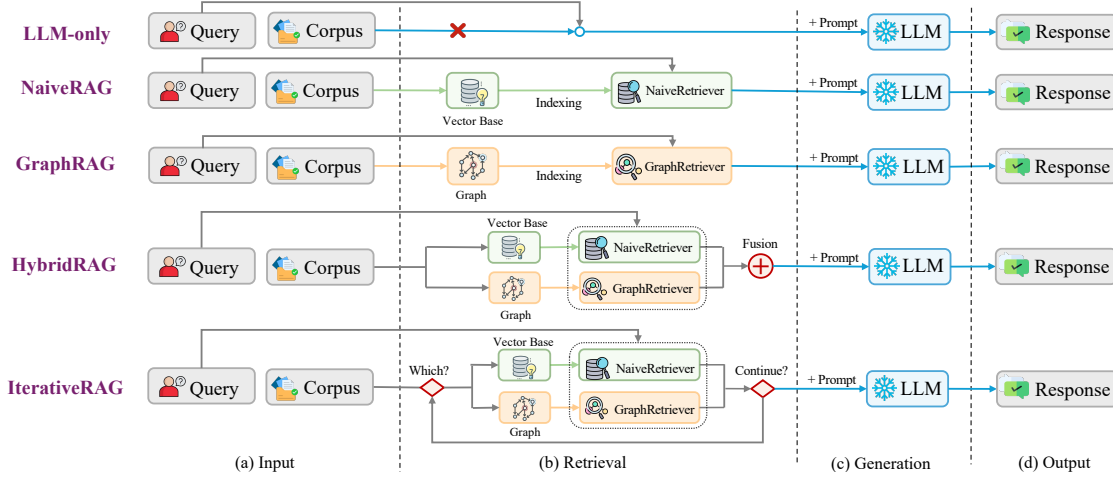 LLM-only
Query
Corpus
+ Prompt
LLM
Response
NaiveRAG
Query
Corpus
Vector Base
Indexing
NaiveRetriever
+ Prompt
LLM
Response
GraphRAG
Query
Corpus
Graph
Indexing
GraphRetriever
+ Prompt
LLM
Response
HybridRAG
Query
Corpus
Vector Base
NaiveRetriever
Graph
GraphRetriever
Fusion
+ Prompt
LLM
Response
IterativeRAG
Query
Corpus
Which?
Vector Base
NaiveRetriever
Graph
GraphRetriever
Continue?
+ Prompt
LLM
Response
(a) Input
(b) Retrieval
(c) Generation
(d) Output